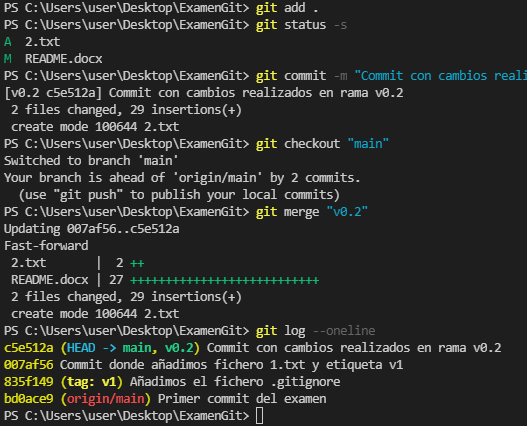 PS C:\Users\user\Desktop\ExamenGit> git add .
PS C:\Users\user\Desktop\ExamenGit> git status -s
A  2.txt
M  README.docx
PS C:\Users\user\Desktop\ExamenGit> git commit -m "Commit con cambios reali
[v0.2 c5e512a] Commit con cambios realizados en rama v0.2
 2 files changed, 29 insertions(+)
 create mode 100644 2.txt
PS C:\Users\user\Desktop\ExamenGit> git checkout "main"
Switched to branch 'main'
Your branch is ahead of 'origin/main' by 2 commits.
  (use "git push" to publish your local commits)
PS C:\Users\user\Desktop\ExamenGit> git merge "v0.2"
Updating 007af56..c5e512a
Fast-forward
 2.txt       |  2 ++
 README.docx | 27 +++++++++++++++++++++++++++
 2 files changed, 29 insertions(+)
 create mode 100644 2.txt
PS C:\Users\user\Desktop\ExamenGit> git log --oneline
c5e512a (HEAD -> main, v0.2) Commit con cambios realizados en rama v0.2
007af56 Commit donde añadimos fichero 1.txt y etiqueta v1
835f149 (tag: v1) Añadimos el fichero .gitignore
bd0ace9 (origin/main) Primer commit del examen
PS C:\Users\user\Desktop\ExamenGit>